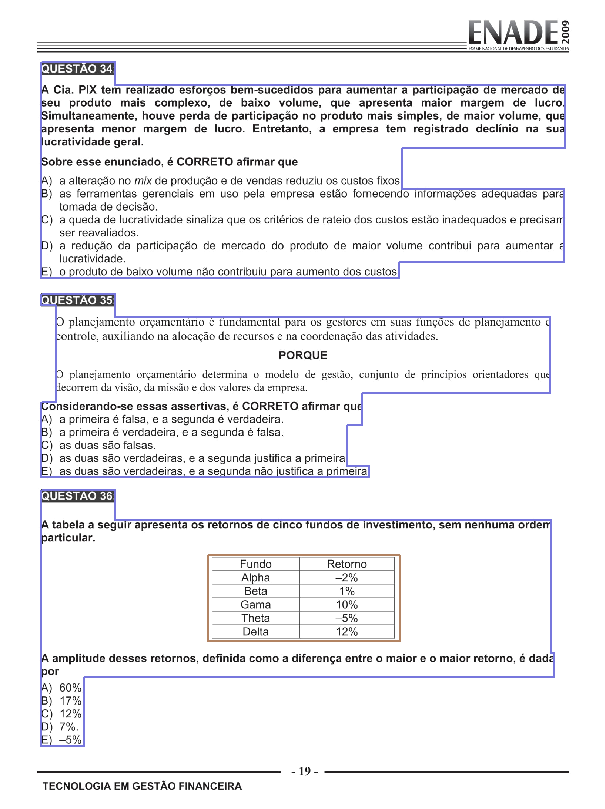 ENADE 2009
EXAME NACIONAL DE DESEMPENHO DOS ESTUDANTES
QUESTÃO 34
A Cia. PIX tem realizado esforços bem-sucedidos para aumentar a participação de mercado de
seu produto mais complexo, de baixo volume, que apresenta maior margem de lucro.
Simultaneamente, houve perda de participação no produto mais simples, de maior volume, que
apresenta menor margem de lucro. Entretanto, a empresa tem registrado declínio na sua
lucratividade geral.
Sobre esse enunciado, é CORRETO afirmar que
A) a alteração no mix de produção e de vendas reduziu os custos fixos.
B) as ferramentas gerenciais em uso pela empresa estão fornecendo informações adequadas para
tomada de decisão.
C) a queda de lucratividade sinaliza que os critérios de rateio dos custos estão inadequados e precisam
ser reavaliados.
D) a redução da participação de mercado do produto de maior volume contribui para aumentar a
lucratividade.
E) o produto de baixo volume não contribuiu para aumento dos custos.
QUESTÃO 35
O planejamento orçamentário é fundamental para os gestores em suas funções de planejamento e
controle, auxiliando na alocação de recursos e na coordenação das atividades.
PORQUE
O planejamento orçamentário determina o modelo de gestão, conjunto de princípios orientadores que
decorrem da visão, da missão e dos valores da empresa.
Considerando-se essas assertivas, é CORRETO afirmar que
A) a primeira é falsa, e a segunda é verdadeira.
B) a primeira é verdadeira, e a segunda é falsa.
C) as duas são falsas.
D) as duas são verdadeiras, e a segunda justifica a primeira.
E) as duas são verdadeiras, e a segunda não justifica a primeira.
QUESTÃO 36
A tabela a seguir apresenta os retornos de cinco fundos de investimento, sem nenhuma ordem
particular.
Fundo Retorno
Alpha –2%
Beta 1%
Gama 10%
Theta –5%
Delta 12%
A amplitude desses retornos, definida como a diferença entre o maior e o maior retorno, é dada
por
A) 60%.
B) 17%.
C) 12%.
D) 7%.
E) –5%.
- 19 -
TECNOLOGIA EM GESTÃO FINANCEIRA